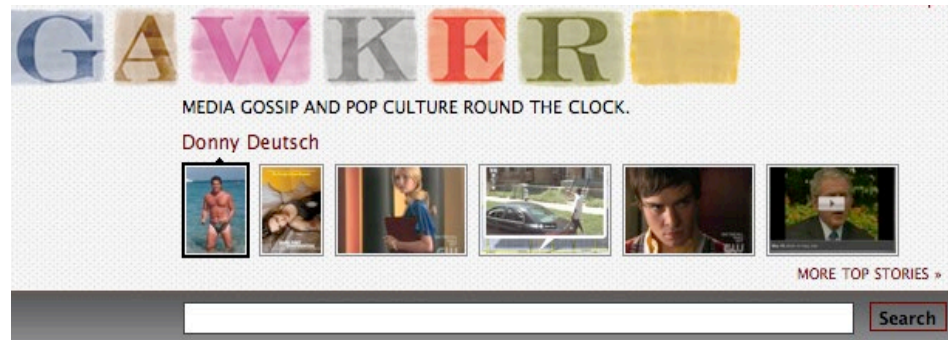 GAWKER
MEDIA GOSSIP AND POP CULTURE ROUND THE CLOCK.
Donny Deutsch
MORE TOP STORIES »
Search